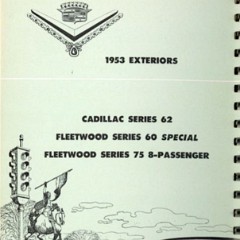 1953 EXTERIORS
CADILLAC SERIES 62
FLEETWOOD SERIES 60 SPECIAL
FLEETWOOD SERIES 75 8-PASSENGER